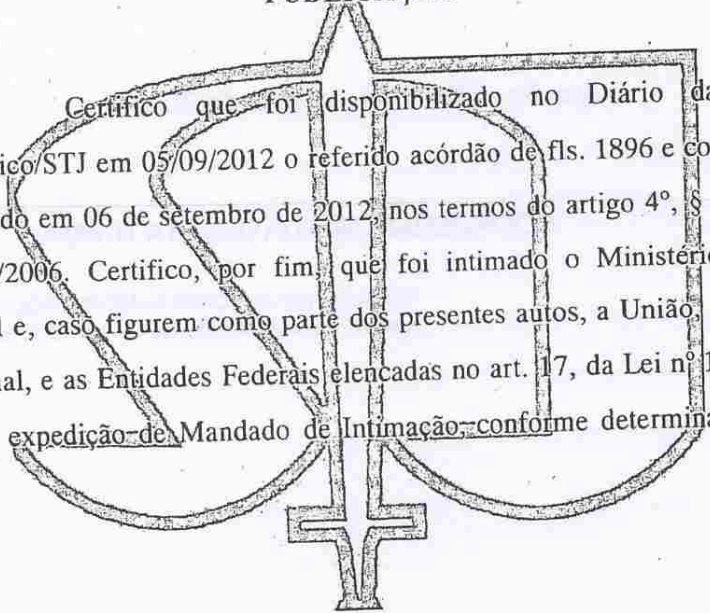 Certifico que foi disponibilizado no Diário da
ico/STJ em 05/09/2012 o referido acórdão de fls. 1896 e co
do em 06 de setembro de 2012, nos termos do artigo 4º, §
/2006. Certifico, por fim, que foi intimado o Ministério
l e, caso figurem como parte dos presentes autos, a União,
al, e as Entidades Federais elencadas no art. 17, da Lei nº 1
expedição de Mandado de Intimação, conforme determina